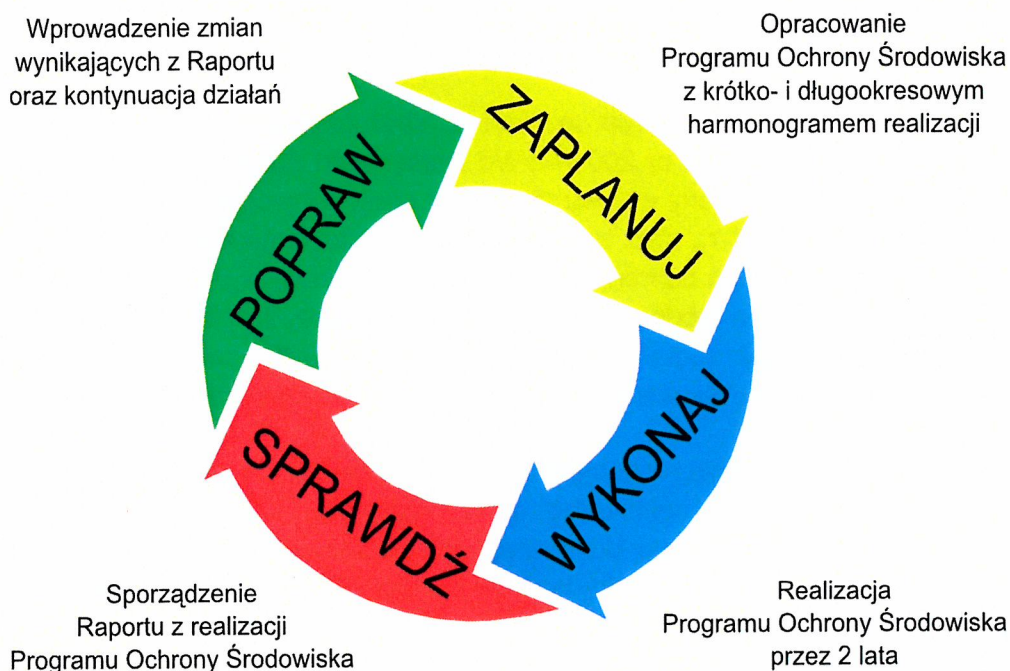 Wprowadzenie zmian
wynikających z Raportu
oraz kontynuacja działań
Opracowanie
Programu Ochrony Środowiska
z krótko- i długookresowym
harmonogramem realizacji
ZAPLANUJ
POPRAW
WYKONAJ
SPRAWDŹ
Sporządzenie
Raportu z realizacji
Programu Ochrony Środowiska
Realizacja
Programu Ochrony Środowiska
przez 2 lata